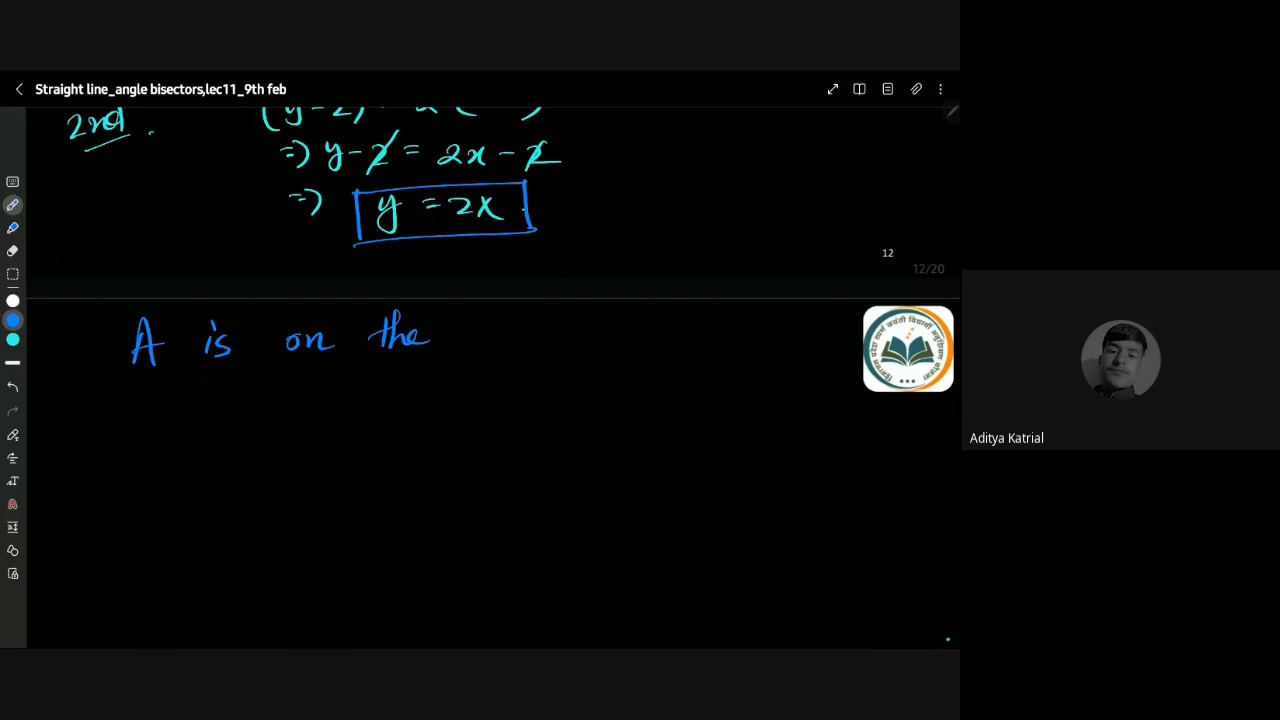 Straight line_angle bisectors,lec11_9th feb
2nd.
⇒ y-2 = 2x-2
⇒ y = 2x
12
12/20
A is on the
Aditya Katrial